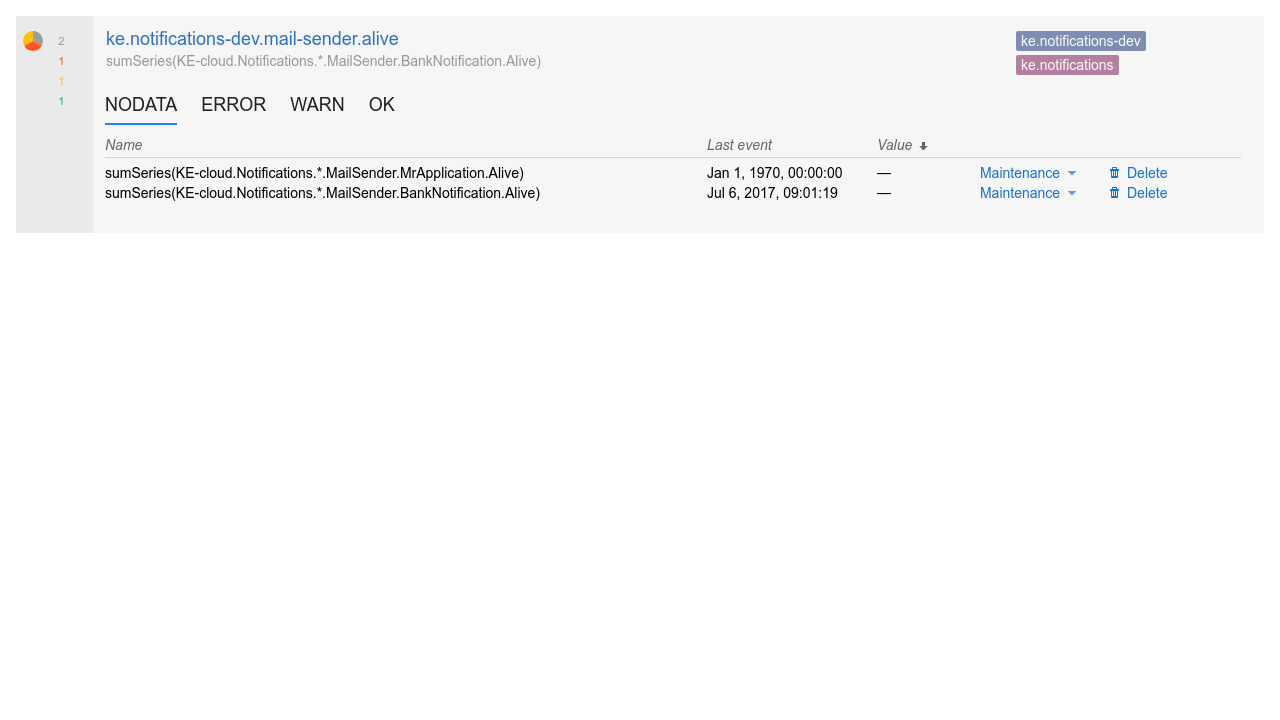 2
1
1
1
ke.notifications-dev.mail-sender.alive
sumSeries(KE-cloud.Notifications.*.MailSender.BankNotification.Alive)
ke.notifications-dev
ke.notifications
NODATA ERROR WARN OK
Name Last event Value
sumSeries(KE-cloud.Notifications.*.MailSender.MrApplication.Alive) Jan 1, 1970, 00:00:00 — Maintenance Delete
sumSeries(KE-cloud.Notifications.*.MailSender.BankNotification.Alive) Jul 6, 2017, 09:01:19 — Maintenance Delete